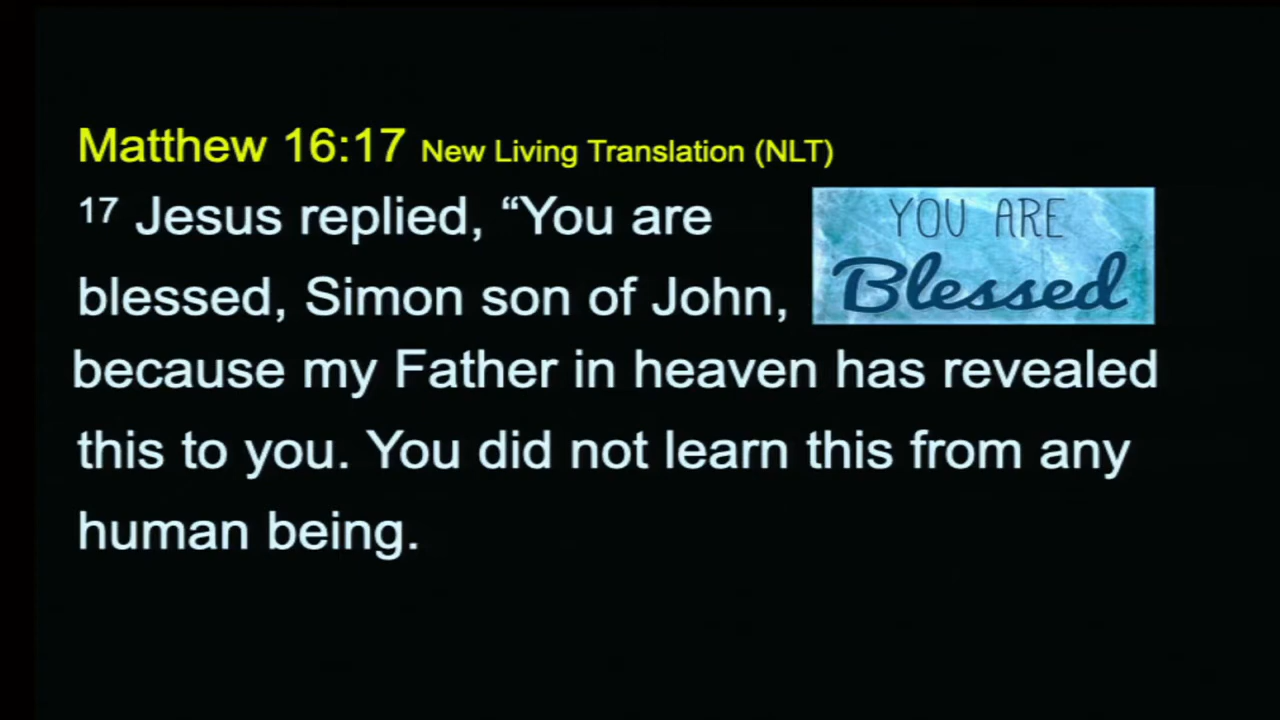 Matthew 16:17 New Living Translation (NLT)
17 Jesus replied, “You are
blessed, Simon son of John,
YOU ARE
Blessed
because my Father in heaven has revealed
this to you. You did not learn this from any
human being.